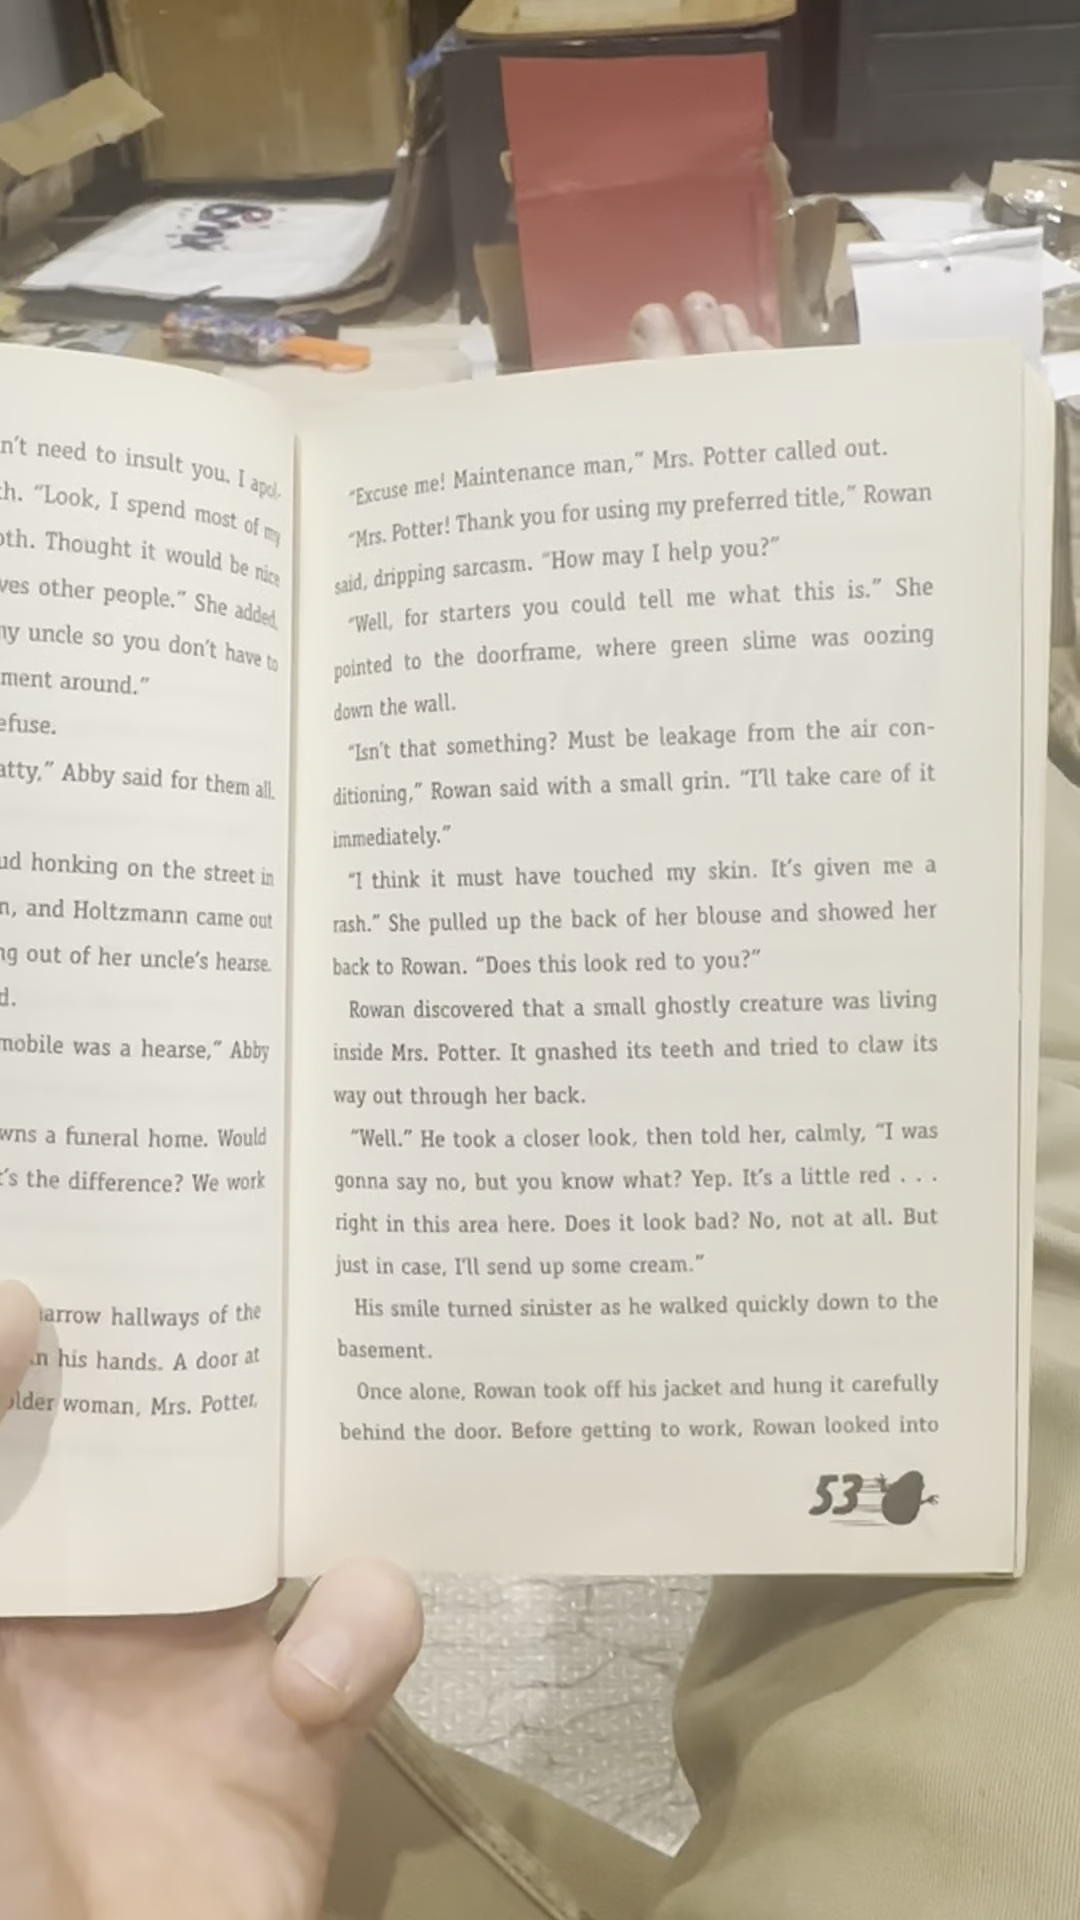 n't need to insult you. I apol-
th. "Look, I spend most of my
oth. Thought it would be nice
ves other people." She added,
ny uncle so you don't have to
ment around."
efuse.
atty," Abby said for them all.
ud honking on the street in
n, and Holtzmann came out
ng out of her uncle's hearse.
d.
mobile was a hearse," Abby
wns a funeral home. Would
t's the difference? We work
narrow hallways of the
in his hands. A door at
older woman, Mrs. Potter,
"Excuse me! Maintenance man," Mrs. Potter called out.
"Mrs. Potter! Thank you for using my preferred title," Rowan
said, dripping sarcasm. "How may I help you?"
"Well, for starters you could tell me what this is." She
pointed to the doorframe, where green slime was oozing
down the wall.
"Isn't that something? Must be leakage from the air con-
ditioning," Rowan said with a small grin. "I'll take care of it
immediately."
"I think it must have touched my skin. It's given me a
rash." She pulled up the back of her blouse and showed her
back to Rowan. "Does this look red to you?"
Rowan discovered that a small ghostly creature was living
inside Mrs. Potter. It gnashed its teeth and tried to claw its
way out through her back.
"Well." He took a closer look, then told her, calmly, "I was
gonna say no, but you know what? Yep. It's a little red . . .
right in this area here. Does it look bad? No, not at all. But
just in case, I'll send up some cream."
His smile turned sinister as he walked quickly down to the
basement.
Once alone, Rowan took off his jacket and hung it carefully
behind the door. Before getting to work, Rowan looked into
53